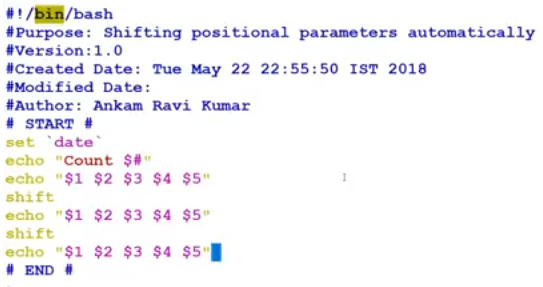 #!/bin/bash
#Purpose: Shifting positional parameters automatically
#Version:1.0
#Created Date: Tue May 22 22:55:50 IST 2018
#Modified Date:
#Author: Ankam Ravi Kumar
# START #
set `date`
echo "Count $#"
echo "$1 $2 $3 $4 $5"
shift
echo "$1 $2 $3 $4 $5"
shift
echo "$1 $2 $3 $4 $5"
# END #